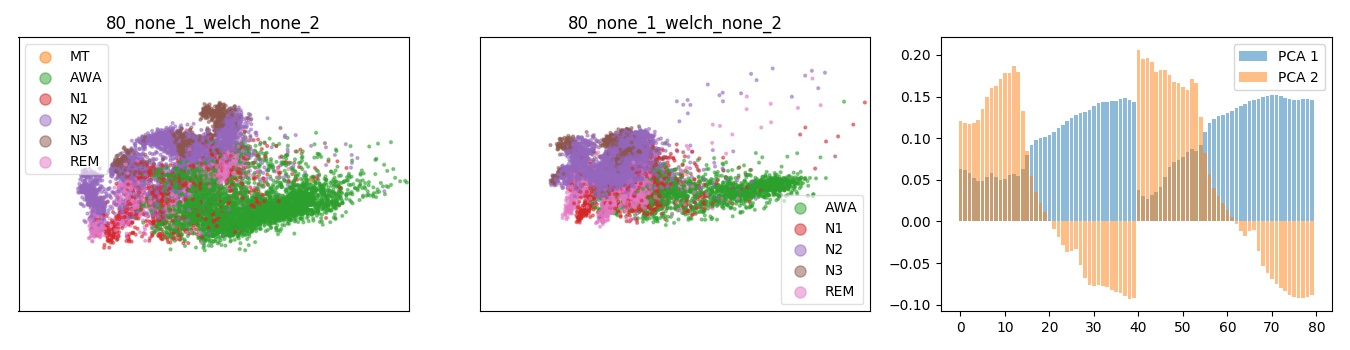 80_none_1_welch_none_2
MT
AWA
N1
N2
N3
REM
80_none_1_welch_none_2
AWA
N1
N2
N3
REM
PCA 1
PCA 2
0.20
0.15
0.10
0.05
0.00
−0.05
−0.10
0 10 20 30 40 50 60 70 80